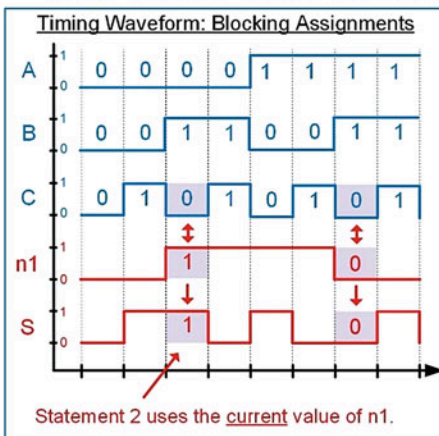 Timing Waveform: Blocking Assignments
A 1 0 0 0 0 0 1 1 1 1
B 1 0 0 0 1 1 0 0 1 1
C 1 0 0 1 0 1 0 1 0 1
n1 1 0 1 0
S 1 0 1 0
Statement 2 uses the current value of n1.